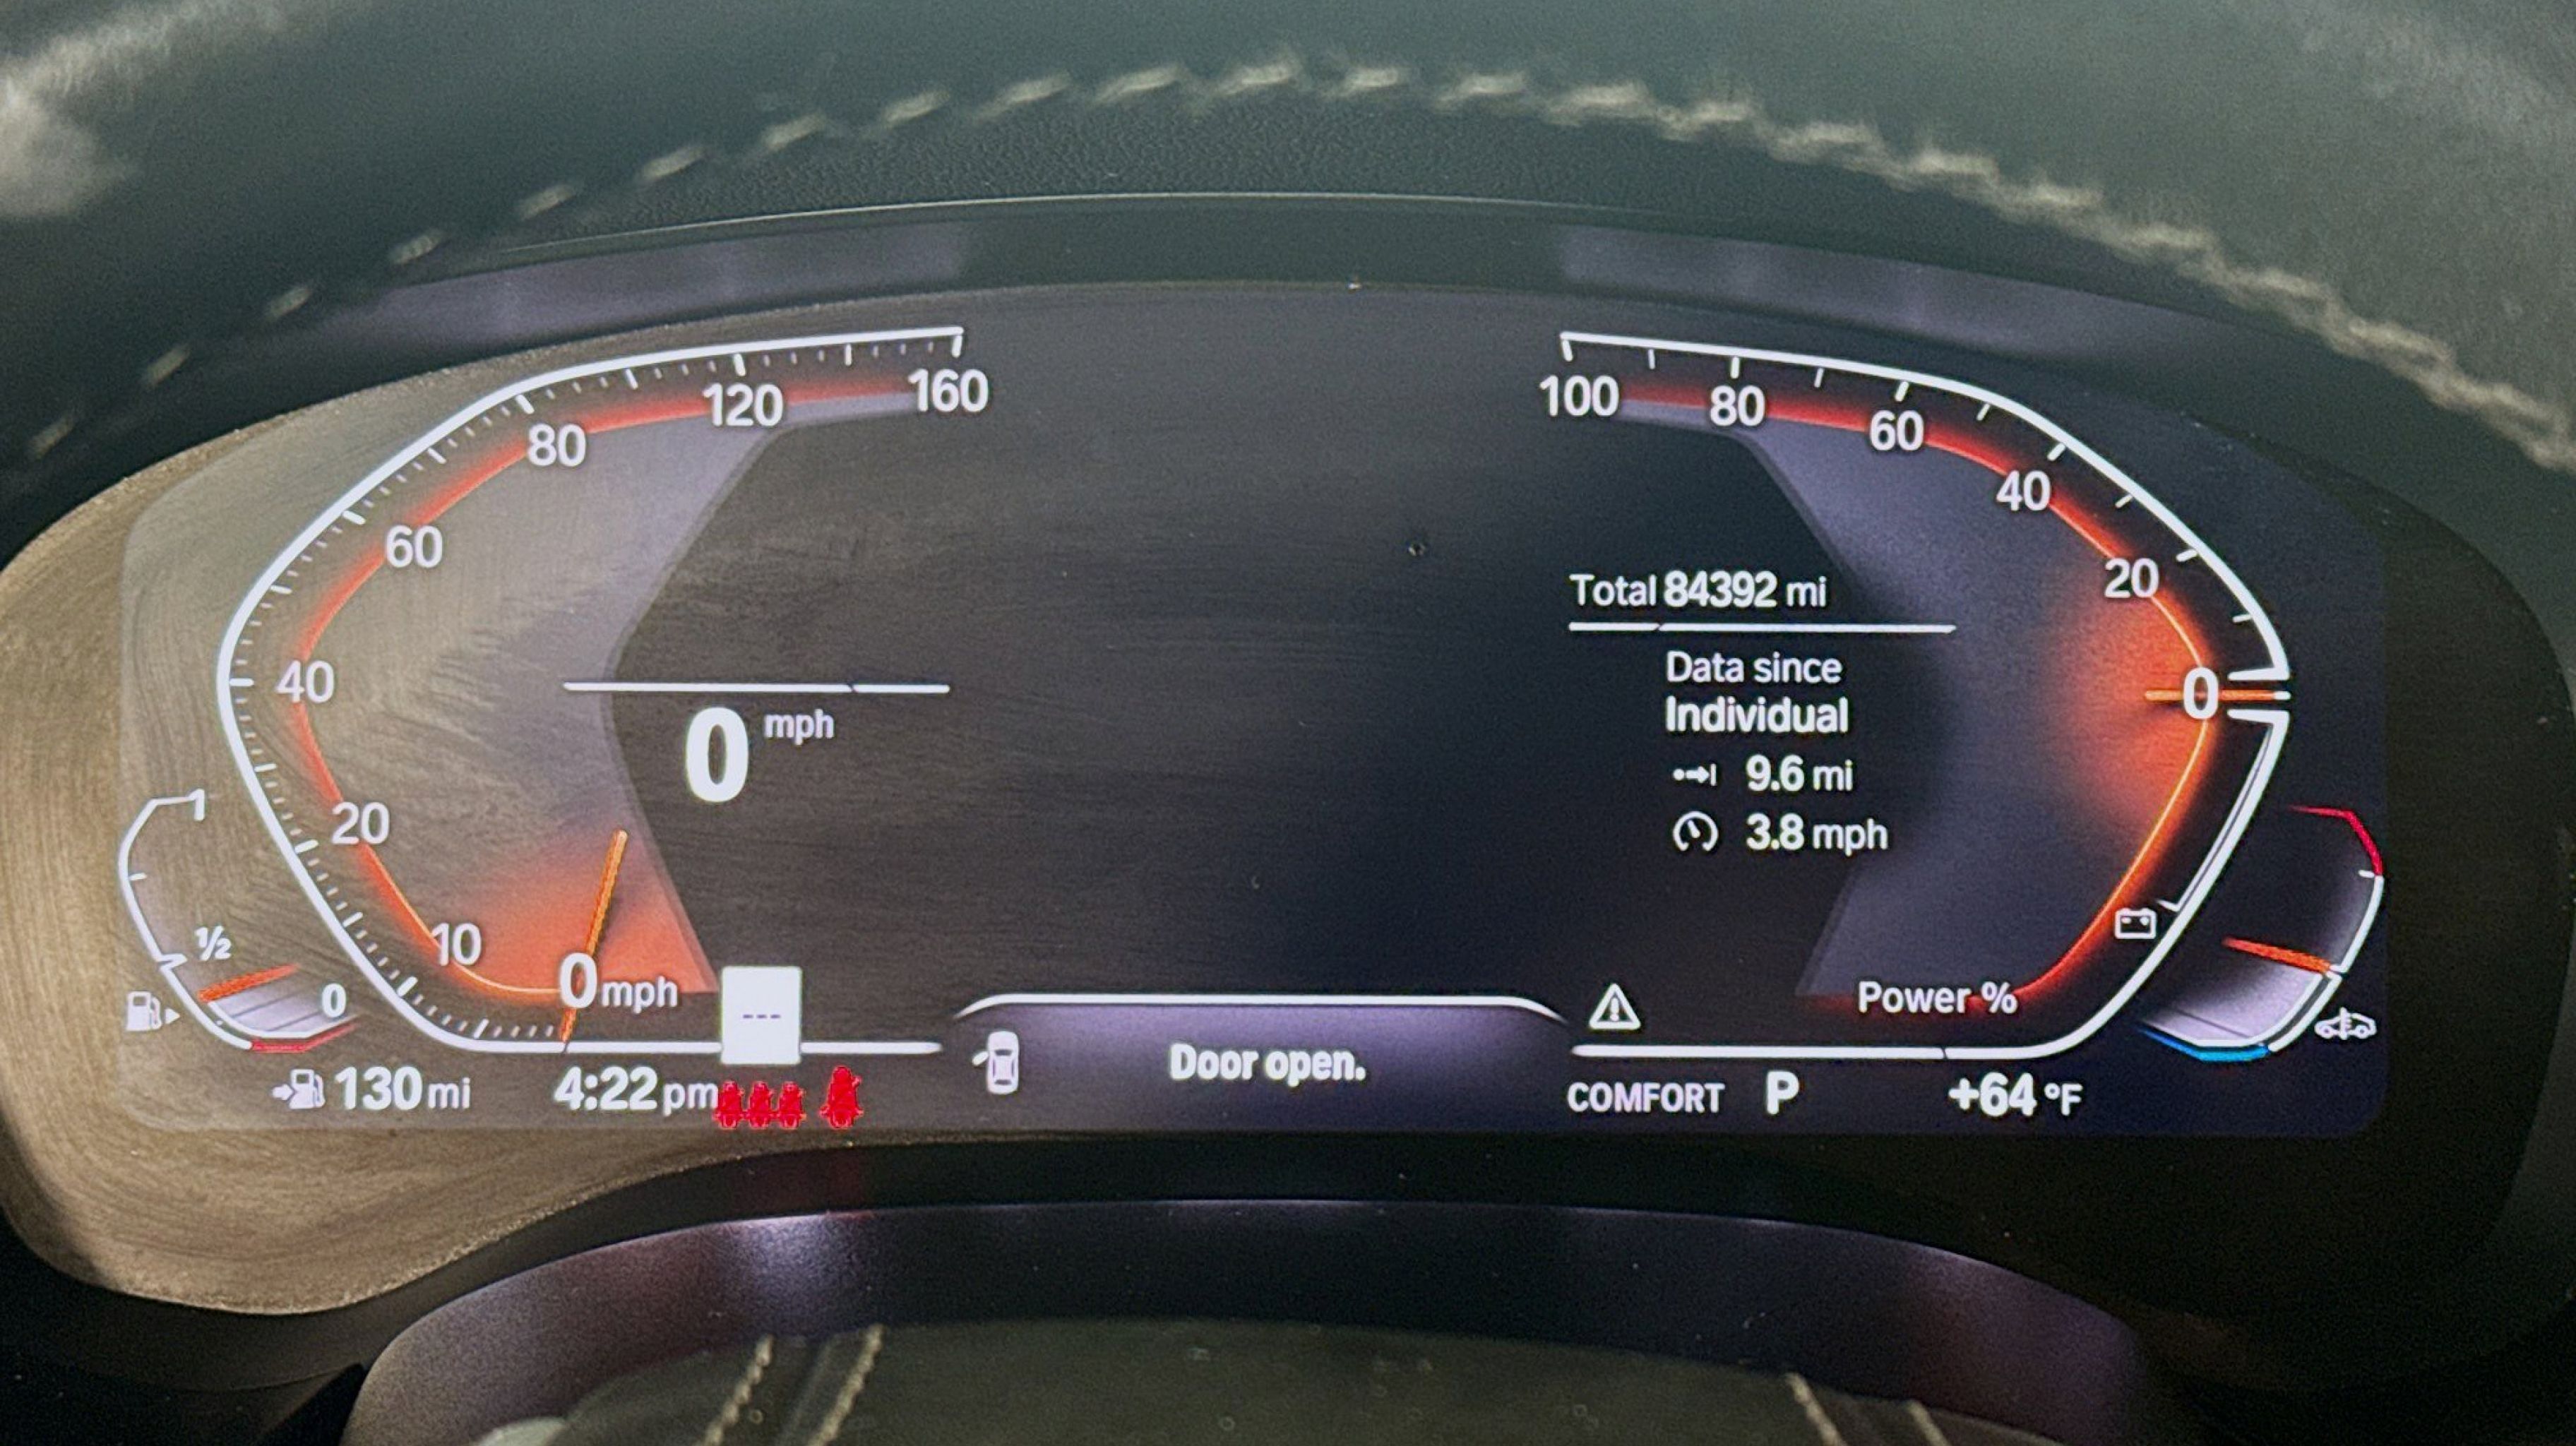 160
120
80
60
40
20
10
0 mph
0 mph
1
1/2
0
130 mi
4:22 pm
---
Door open.
100
80
60
40
20
0
Total 84392 mi
Data since
Individual
9.6 mi
3.8 mph
Power %
COMFORT P
+64 °F